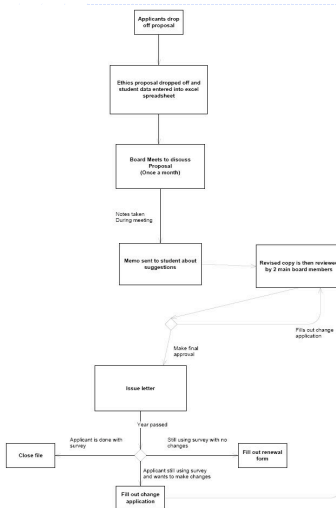 Applicants drop
off proposal
Ethics proposal dropped off and
student data entered into excel
spreadsheet
Board Meets to discuss
Proposal
(Once a month)
Notes taken
During meeting
Memo sent to student about
suggestions
Revised copy is then reviewed
by 2 main board members
Fills out change
application
Make final
approval
Issue letter
Year passed
Applicant is done with
survey
Still using survey with no
changes
Close file
Fill out renewal
form
Applicant still using survey
and wants to make changes
Fill out change
application